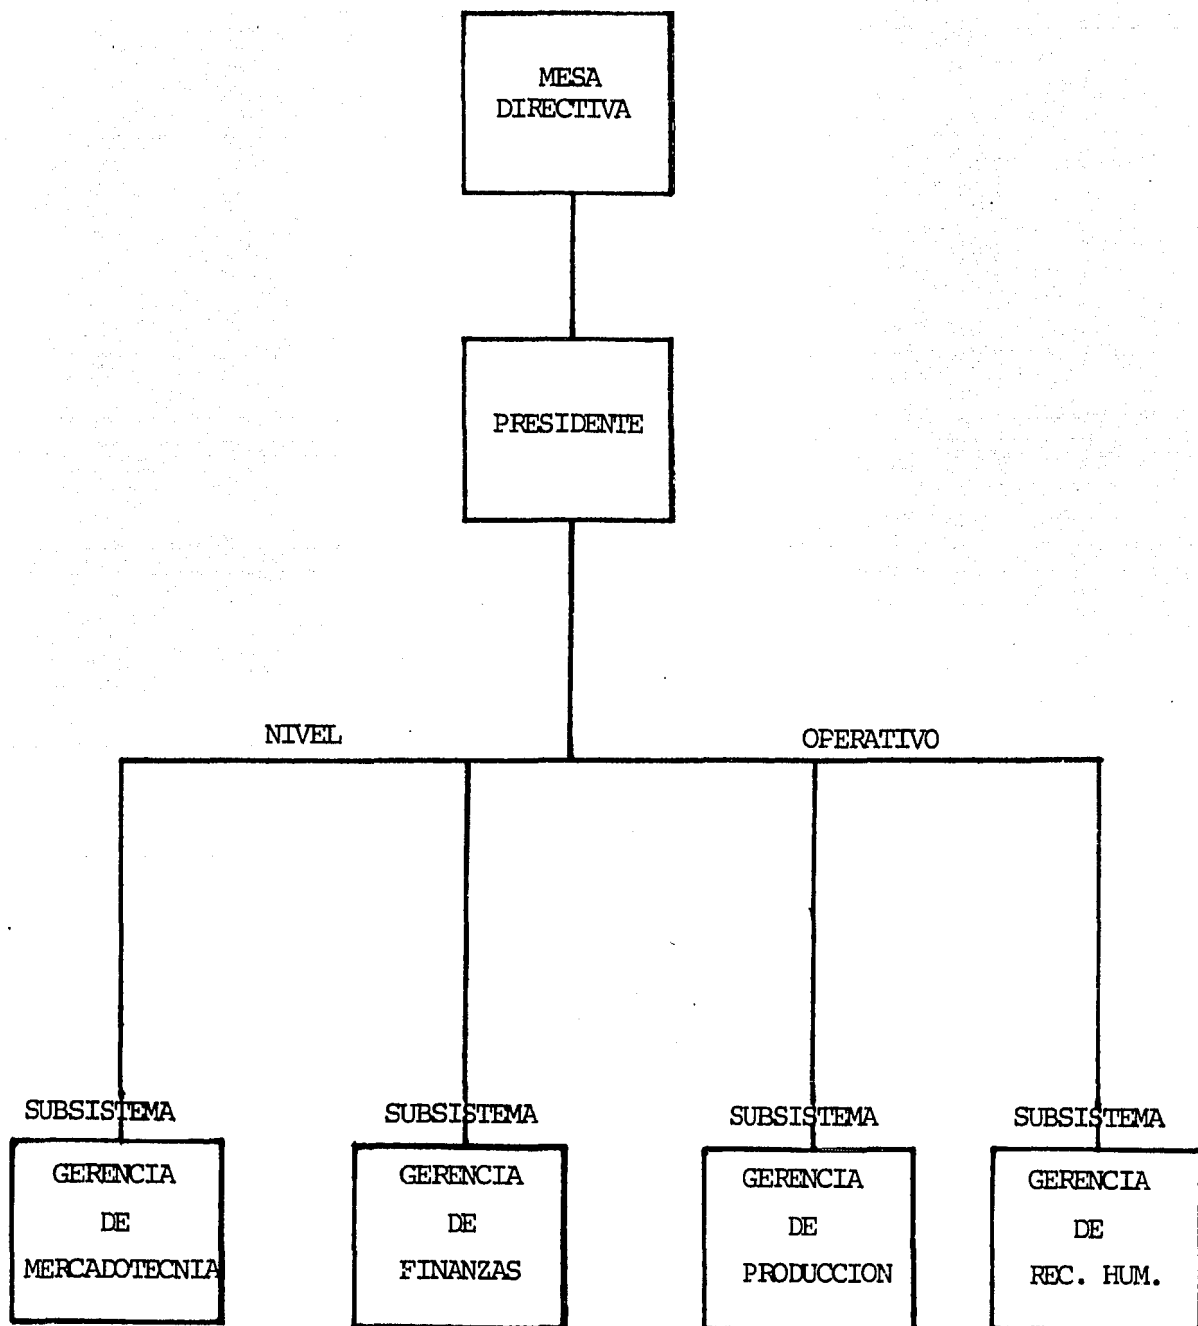 MESA
DIRECTIVA
PRESIDENTE
NIVEL OPERATIVO
SUBSISTEMA SUBSISTEMA SUBSISTEMA SUBSISTEMA
GERENCIA
DE
MERCADOTECNIA
GERENCIA
DE
FINANZAS
GERENCIA
DE
PRODUCCION
GERENCIA
DE
REC. HUM.